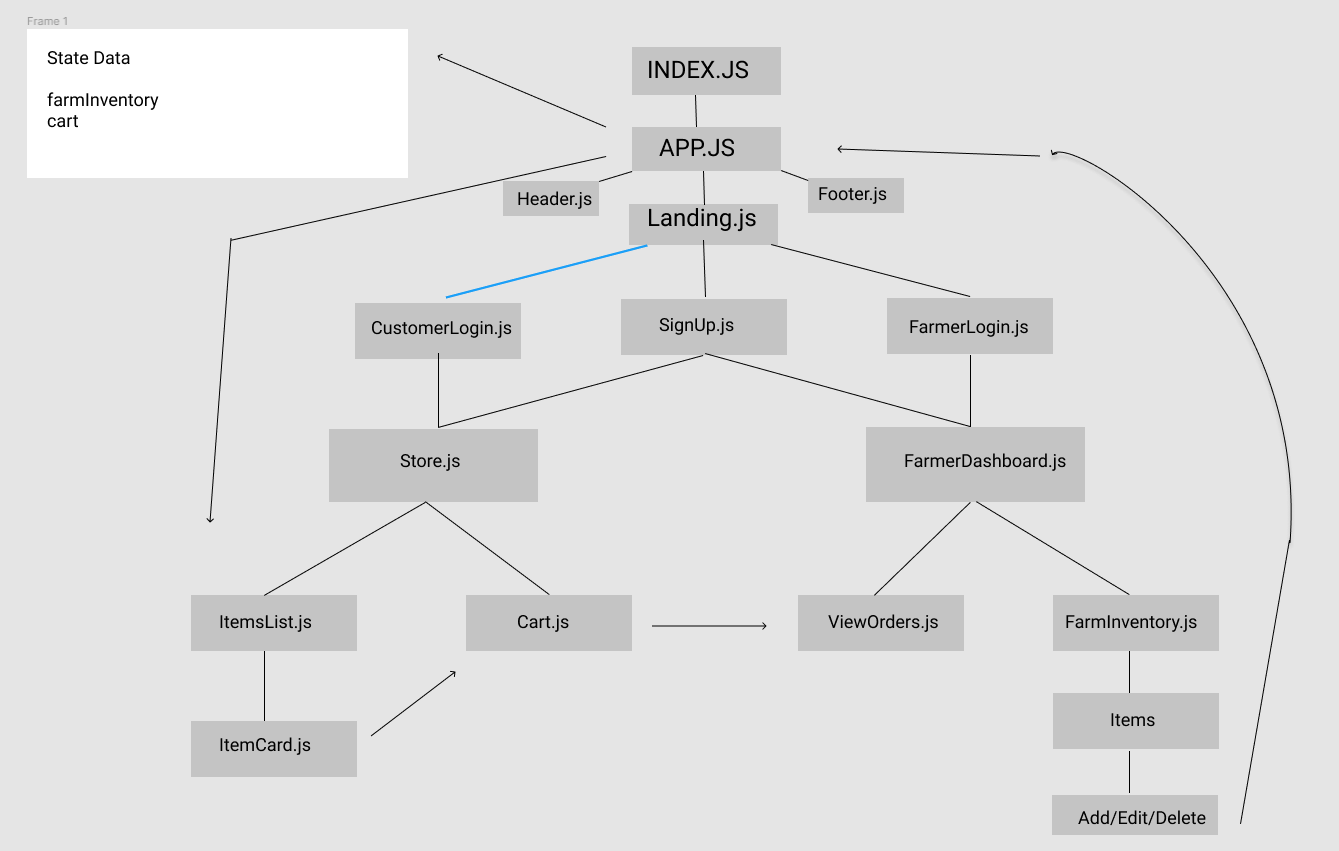 Frame 1
State Data
farmInventory
cart
INDEX.JS
APP.JS
Header.js
Footer.js
Landing.js
CustomerLogin.js
SignUp.js
FarmerLogin.js
Store.js
FarmerDashboard.js
ItemsList.js
Cart.js
ViewOrders.js
FarmInventory.js
ItemCard.js
Items
Add/Edit/Delete